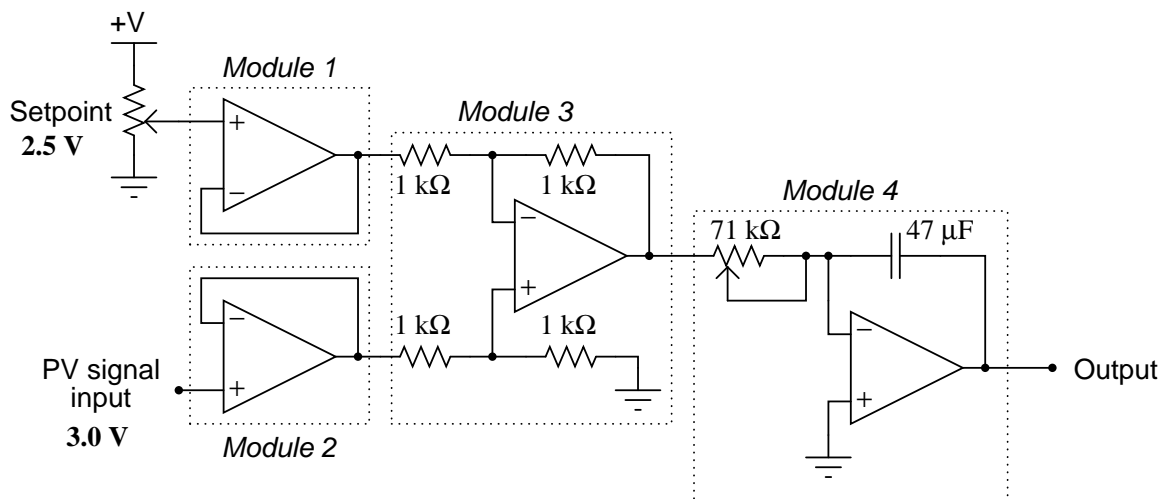 +V
Module 1
Setpoint
2.5 V
+
−
Module 3
1 kΩ
1 kΩ
−
+
Module 4
71 kΩ
47 µF
−
+
Output
−
+
PV signal
input
3.0 V
Module 2
1 kΩ
1 kΩ